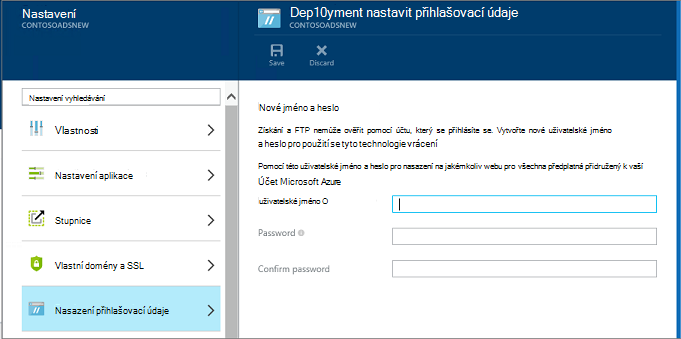 Nastavení
CONTOSOADSNEW
Nastavení vyhledávání
Vlastnosti
Nastavení aplikace
Stupnice
Vlastní domény a SSL
Nasazení přihlašovací údaje
Dep10yment nastavit přihlašovací údaje
CONTOSOADSNEW
Save
Discard
Nové jméno a heslo
Získání a FTP nemůže ověřit pomocí účtu, který se přihlásíte se. Vytvořte nové uživatelské jméno
a heslo pro použití se tyto technologie vrácení
Pomocí této uživatelské jméno a heslo pro nasazení na jakémkoliv webu pro všechna předplatná přidružený k vaší
Účet Microsoft Azure
uživatelské jméno O
Password
Confirm password